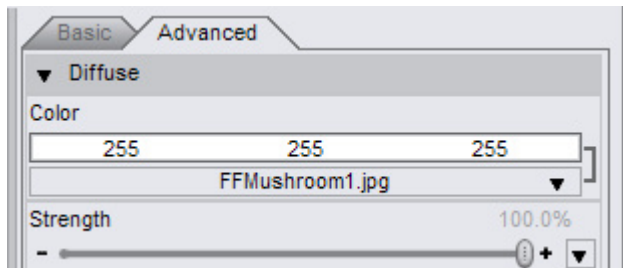 Basic Advanced
Diffuse
Color
255 255 255
FFMushroom1.jpg
Strength 100.0%
- +